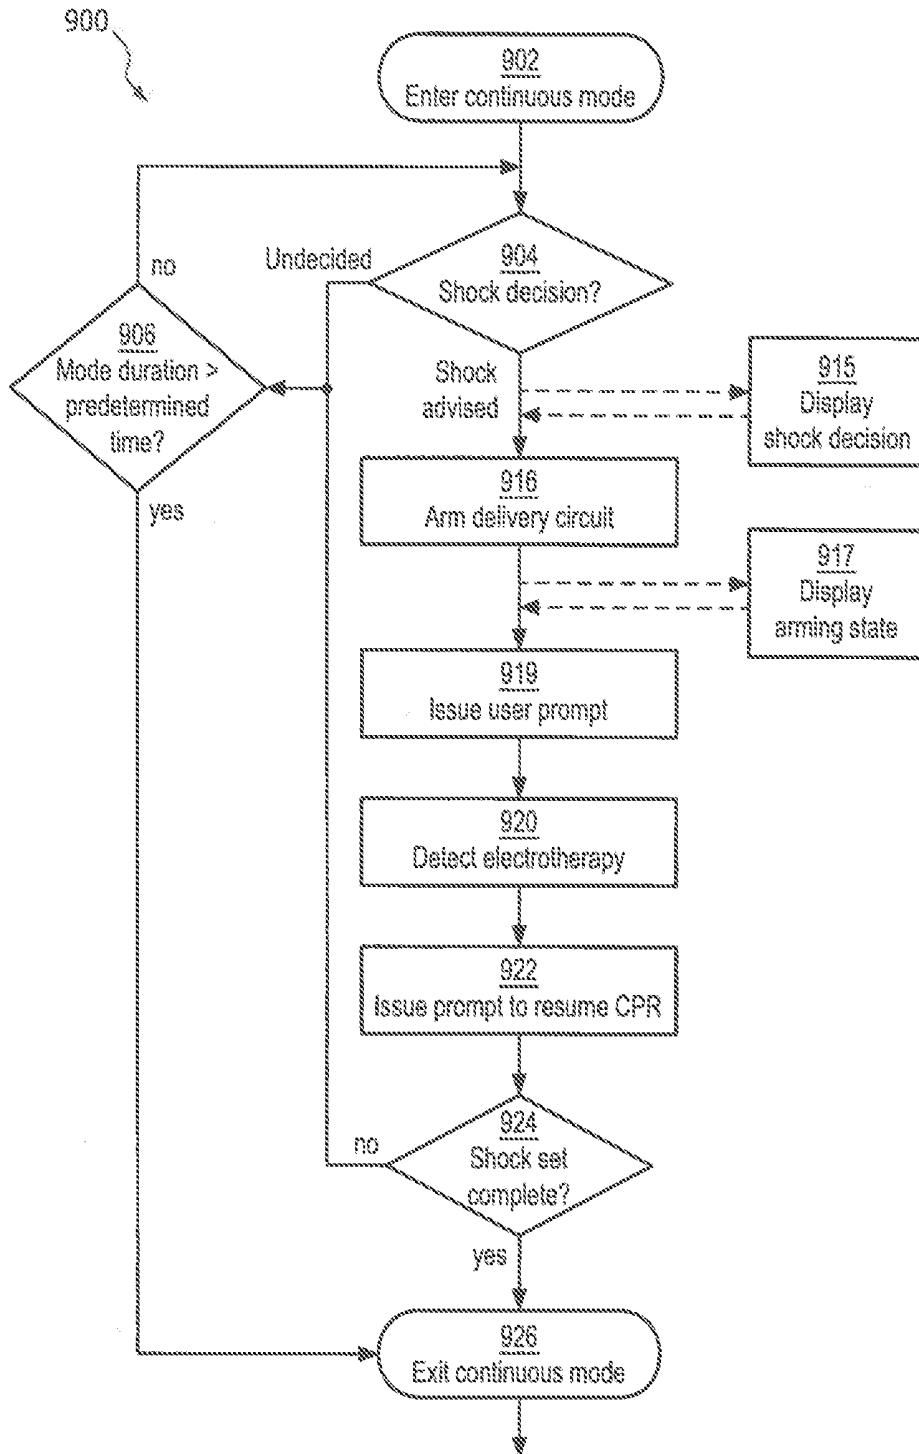 900
902
Enter continuous mode
no
Undecided
904
Shock decision?
906
Mode duration >
predetermined
time?
Shock
advised
915
Display
shock decision
yes
916
Arm delivery circuit
917
Display
arming state
919
Issue user prompt
920
Detect electrotherapy
922
Issue prompt to resume CPR
no
924
Shock set
complete?
yes
926
Exit continuous mode